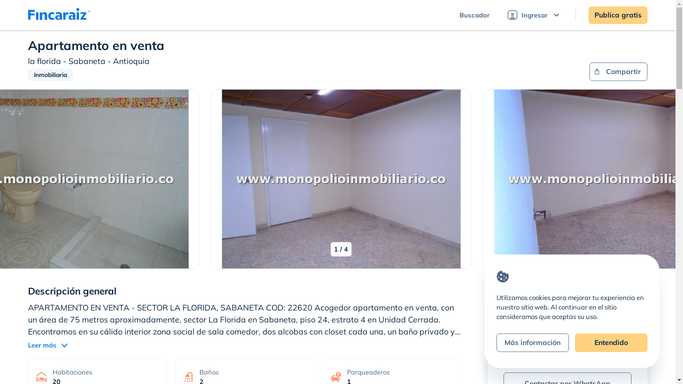 Fincaraiz
Buscador
Ingresar
Publica gratis
Apartamento en venta
la florida - Sabaneta - Antioquia
Inmobiliaria
Compartir
.monopolioinmobiliario.co
www.monopolioinmobiliario.co
www.monopolioinmobilia
1 / 4
Descripción general
APARTAMENTO EN VENTA - SECTOR LA FLORIDA, SABANETA COD: 22620 Acogedor apartamento en venta, con
un área de 75 metros aproximadamente, sector La Florida en Sabaneta, piso 24, estrato 4 en Unidad Cerrada.
Encontramos en su cálido interior zona social de sala comedor, dos alcobas con closet cada una, un baño privado y...
Leer más
Habitaciones
20
Baños
2
Parqueaderos
1
Utilizamos cookies para mejorar tu experiencia en
nuestro sitio web. Al continuar en el sitio
consideramos que aceptas su uso.
Más información
Entendido
Contactar por WhatsApp